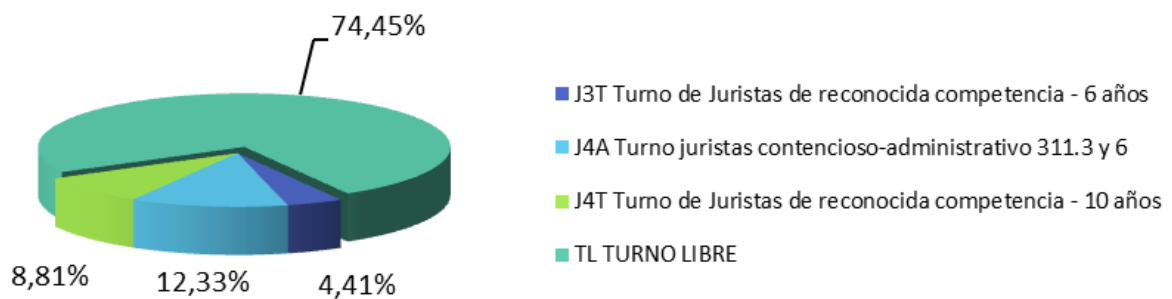 74,45%
J3T Turno de Juristas de reconocida competencia - 6 años
J4A Turno juristas contencioso-administrativo 311.3 y 6
J4T Turno de Juristas de reconocida competencia - 10 años
TL TURNO LIBRE
8,81%
12,33%
4,41%